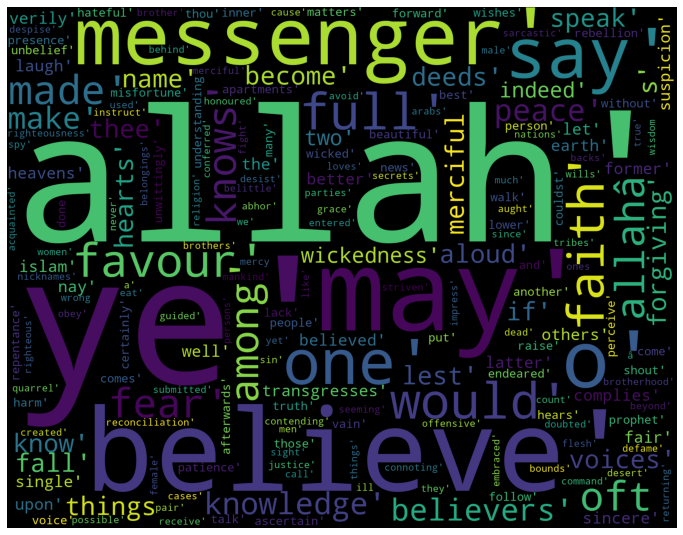 verily' hateful' brother' thou' inner' cause' matters' forward' wishes'
despise' presence' behind' male' sarcastic' rebellion'
unbelief' messenger' speak' say' suspicion'
laugh' name' become' merciful' apartments' avoid' best' deeds' indeed' s'
made' misfortune' instruct' used' honoured' fight' arabs' without'
make' thee' full' peace' person' nations' let' true' wisdom
righteousness' spy' two' beautiful' earth' backs'
heavens' hearts' unwittingly' knows' conferred' the' many' wicked' loves' news' desist' secrets' wills' former'
acquainted' done' never' belongings' religion' understanding' better' belittle' parties' much' couldst'
allah'
abhor' grace' walk' aught' merciful' faith' allahâ forgiving'
women' brothers' we' entered' lower' since' tribes'
nicknames' islam' favour' mercy' wickedness' aloud' another' and' ones'
nay' a' mankind' like' striven' impress' if' dead' others' perceive'
wrong' obey' certainly' guided' persons' lack' people' put' raise' â come'
repentance' righteous' well' among' yet' believed' lest' latter' shout' brotherhood'
ye' may' one' o'
quarrel' comes' sin' transgresses' endeared' count' complies' beyond'
harm' submitted' afterwards' truth' would' hears' doubted' prophet'
created' fear' seeming' contending' vain' offensive' flesh' defame'
reconciliation' men' those' voices' fair'
know' believe'
fall' patience' sight' connoting' embraced' bounds' desert'
single' female' justice' call' things' they' command'
upon' things' cases' pair' knowledge' ill' believers' follow' oft' returning'
voice' possible' receive' talk' ascertain' sincere'